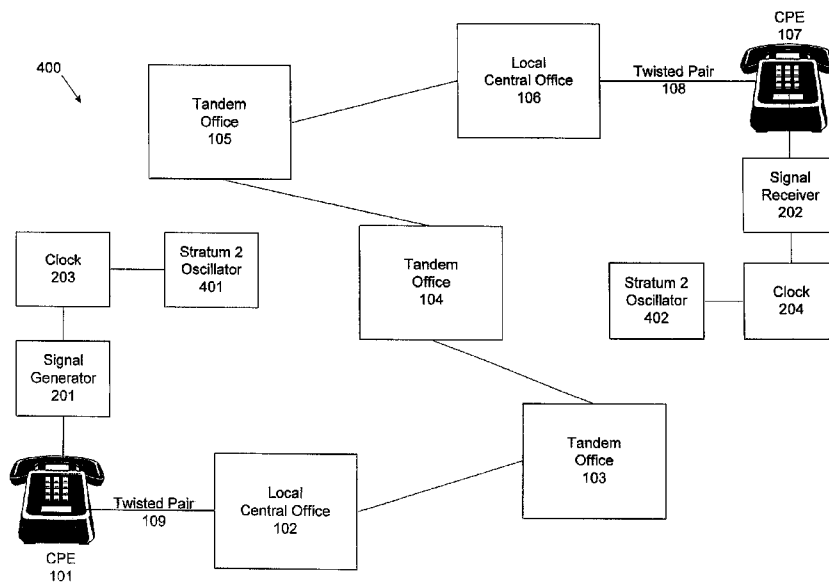 CPE
107
400
Local
Central Office
106
Twisted Pair
108
Tandem
Office
105
Signal
Receiver
202
Clock
203
Stratum 2
Oscillator
401
Tandem
Office
104
Stratum 2
Oscillator
402
Clock
204
Signal
Generator
201
Tandem
Office
103
Twisted Pair
109
Local
Central Office
102
CPE
101